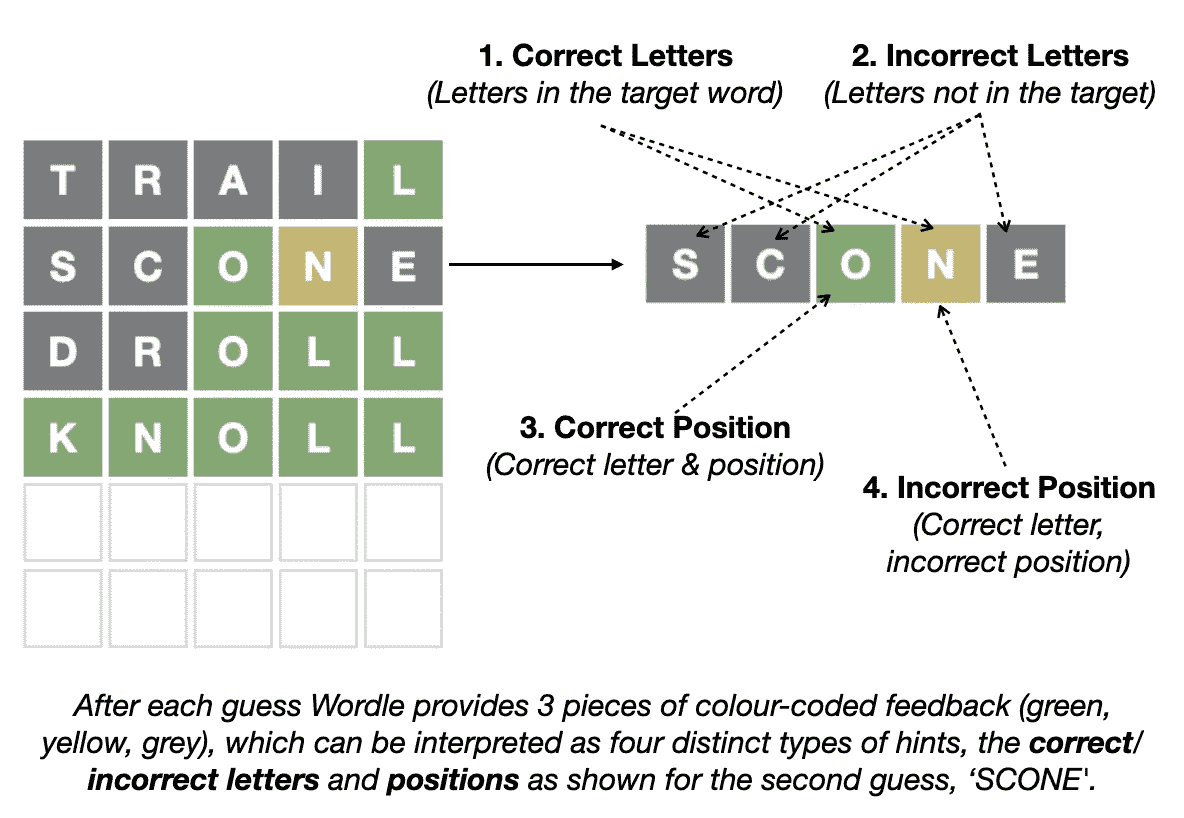 1. Correct Letters
(Letters in the target word)
2. Incorrect Letters
(Letters not in the target)
T R A I L
S C O N E
D R O L L
K N O L L
S C O N E
3. Correct Position
(Correct letter & position)
4. Incorrect Position
(Correct letter,
incorrect position)
After each guess Wordle provides 3 pieces of colour-coded feedback (green,
yellow, grey), which can be interpreted as four distinct types of hints, the correct/
incorrect letters and positions as shown for the second guess, ‘SCONE'.